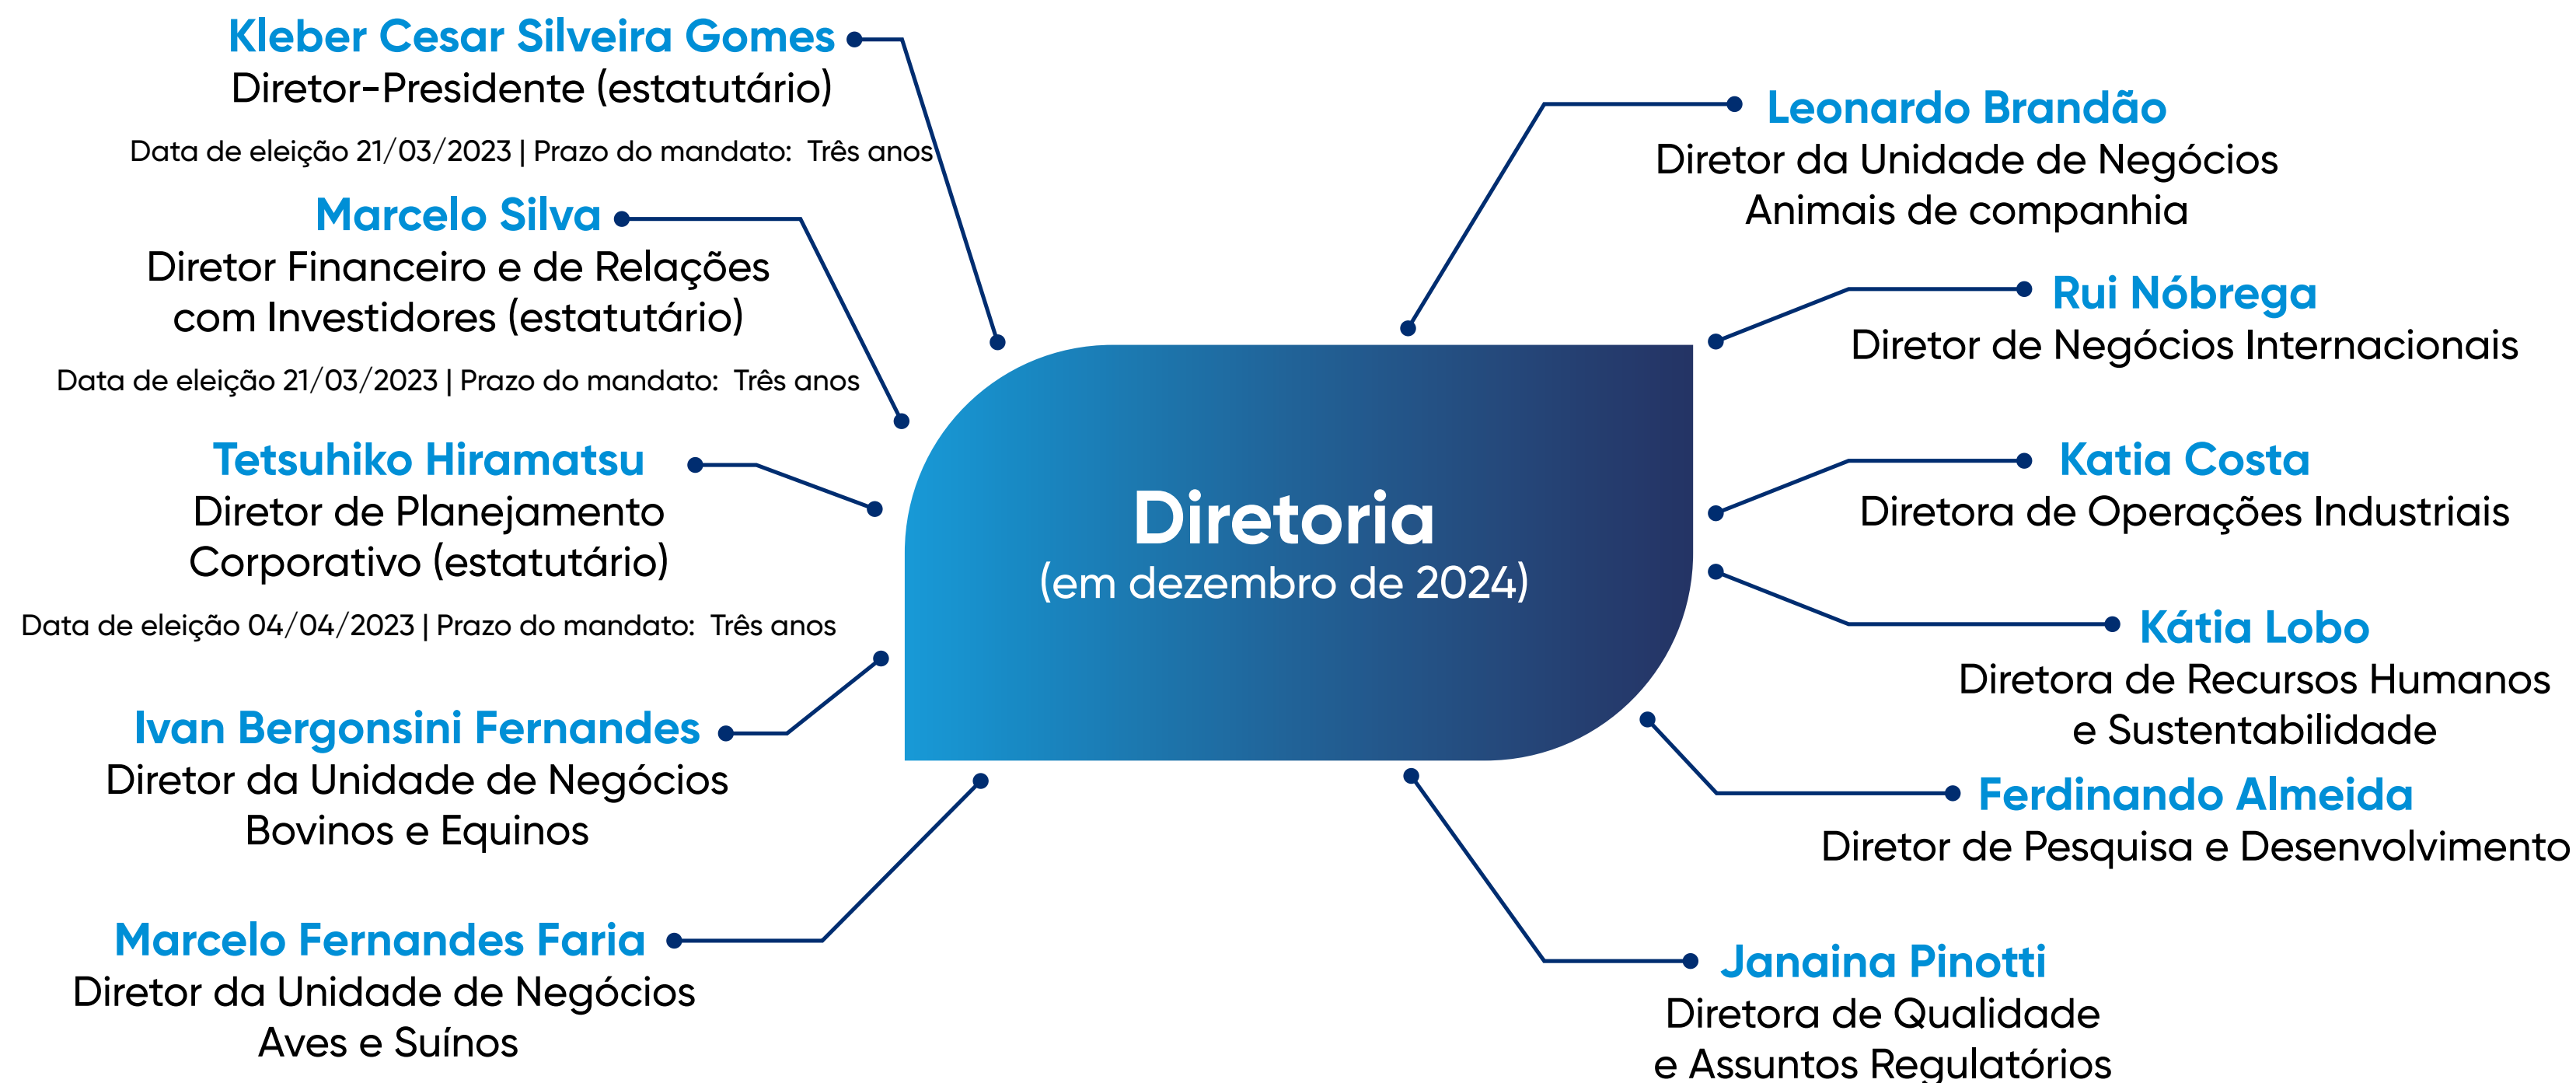 Kleber Cesar Silveira Gomes
Diretor-Presidente (estatutário)
Data de eleição 21/03/2023 | Prazo do mandato: Três anos
Marcelo Silva
Diretor Financeiro e de Relações
com Investidores (estatutário)
Data de eleição 21/03/2023 | Prazo do mandato: Três anos
Tetsuhiko Hiramatsu
Diretor de Planejamento
Corporativo (estatutário)
Data de eleição 04/04/2023 | Prazo do mandato: Três anos
Ivan Bergonsini Fernandes
Diretor da Unidade de Negócios
Bovinos e Equinos
Marcelo Fernandes Faria
Diretor da Unidade de Negócios
Aves e Suínos
Diretoria
(em dezembro de 2024)
Leonardo Brandão
Diretor da Unidade de Negócios
Animais de companhia
Rui Nóbrega
Diretor de Negócios Internacionais
Katia Costa
Diretora de Operações Industriais
Kátia Lobo
Diretora de Recursos Humanos
e Sustentabilidade
Ferdinando Almeida
Diretor de Pesquisa e Desenvolvimento
Janaina Pinotti
Diretora de Qualidade
e Assuntos Regulatórios